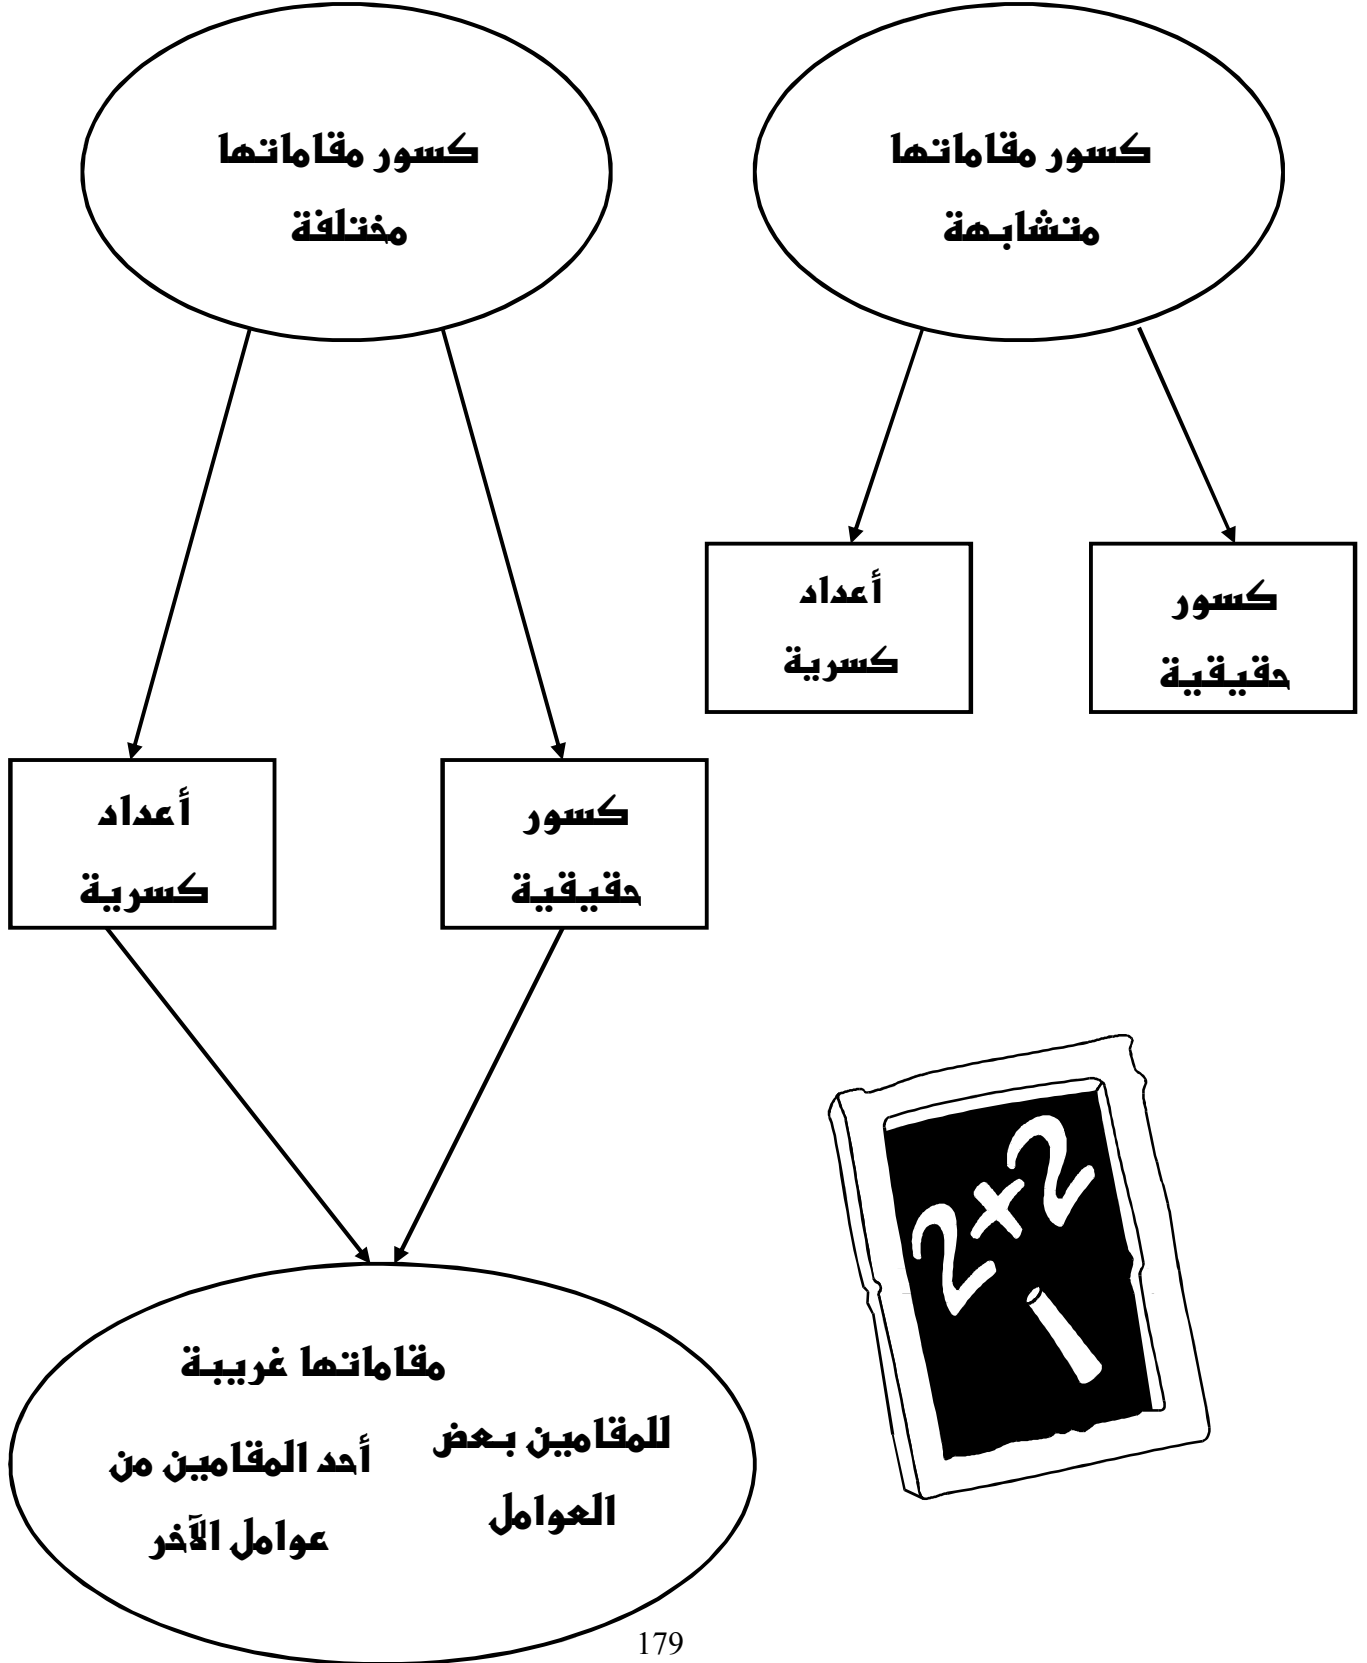 كسور مقاماتها
متشابهة
كسور مقاماتها
مختلفة
كسور
حقيقية
أعداد
كسرية
كسور
حقيقية
أعداد
كسرية
مقاماتها غريبة
للمقامين بعض
العوامل
أحد المقامين من
عوامل الآخر
2×2
179